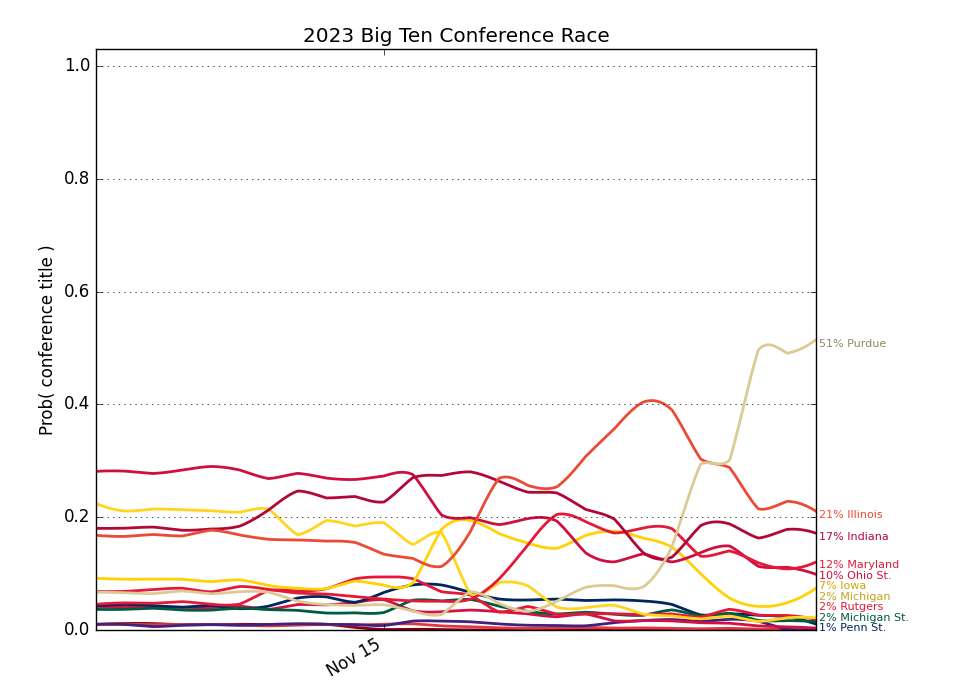 2023 Big Ten Conference Race
Prob( conference title )
1.0
0.8
0.6
0.4
0.2
0.0
Nov 15
51% Purdue
21% Illinois
17% Indiana
12% Maryland
10% Ohio St.
7% Iowa
2% Michigan
2% Rutgers
2% Michigan St.
1% Penn St.